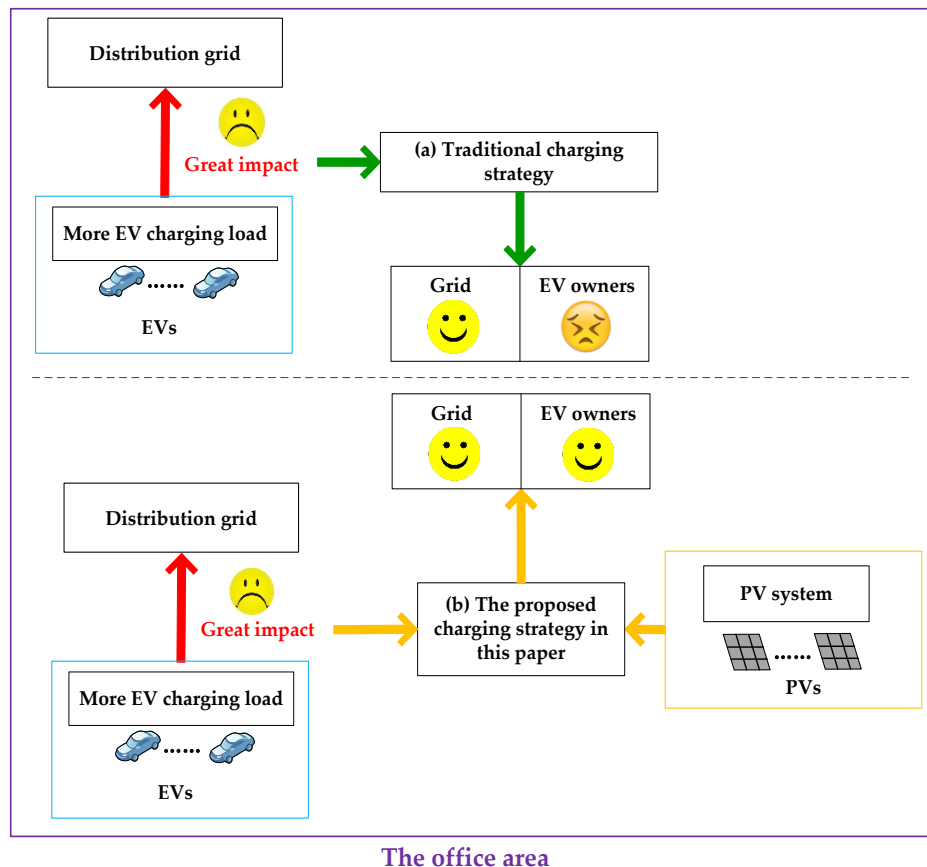 Distribution grid
Great impact
(a) Traditional charging
strategy
More EV charging load
......
EVs
Grid
EV owners
Grid
EV owners
Distribution grid
Great impact
(b) The proposed
charging strategy in
this paper
PV system
......
PVs
More EV charging load
......
EVs
The office area